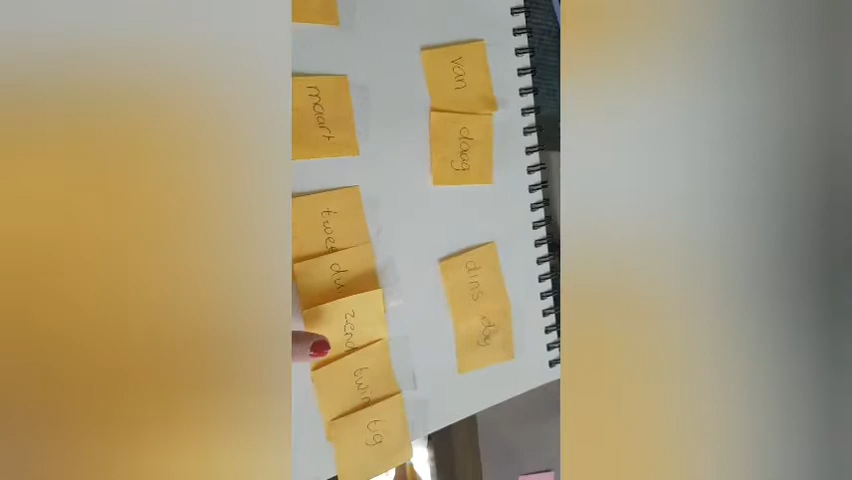 van daag
dins dag
maart
twee du zend twin tig